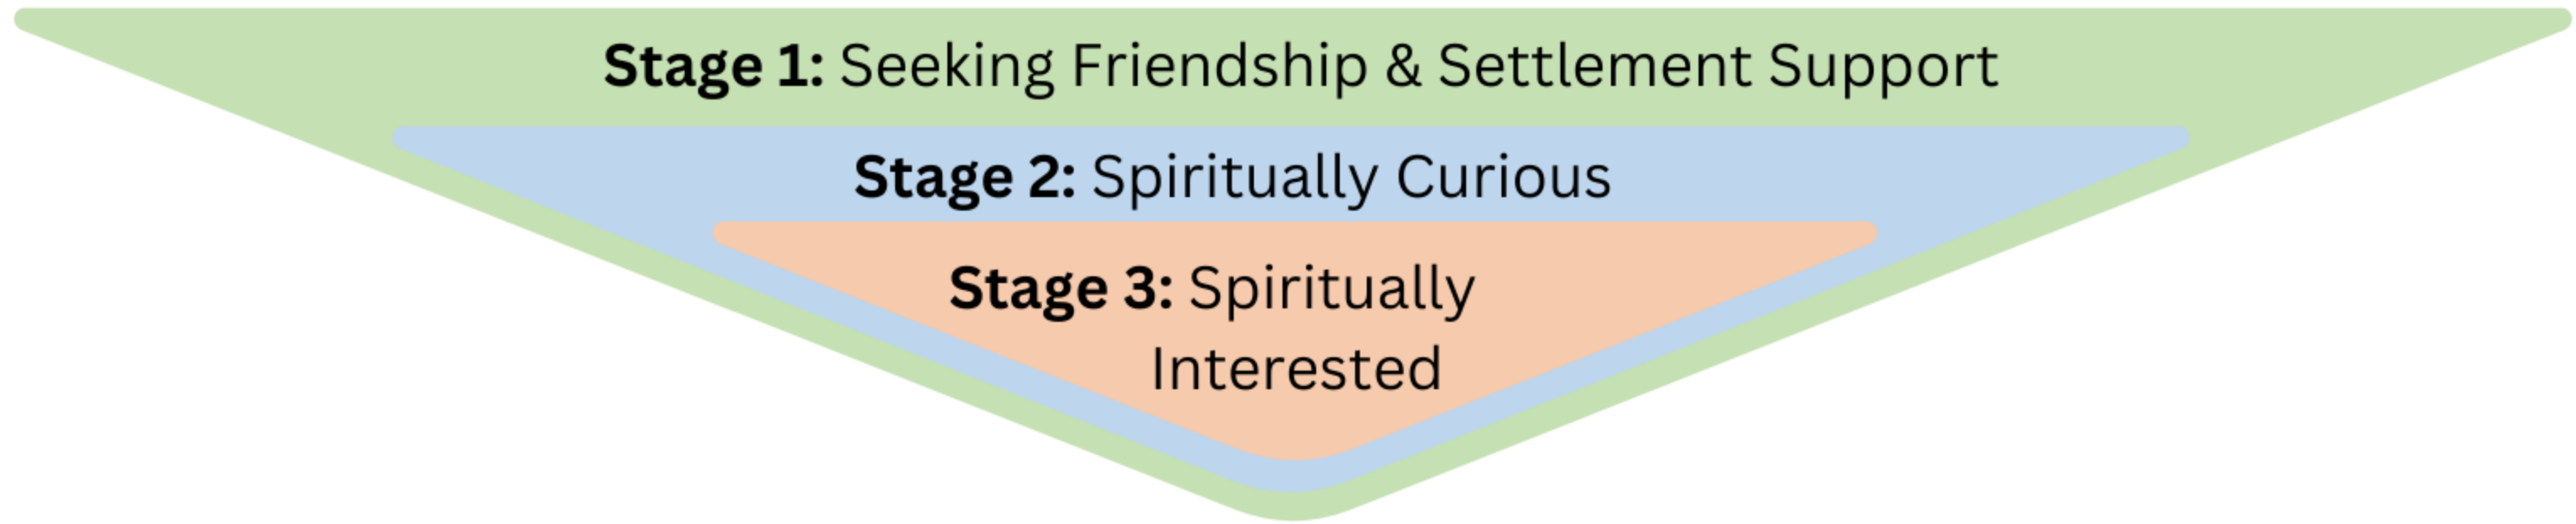 Stage 1: Seeking Friendship & Settlement Support
Stage 2: Spiritually Curious
Stage 3: Spiritually
Interested